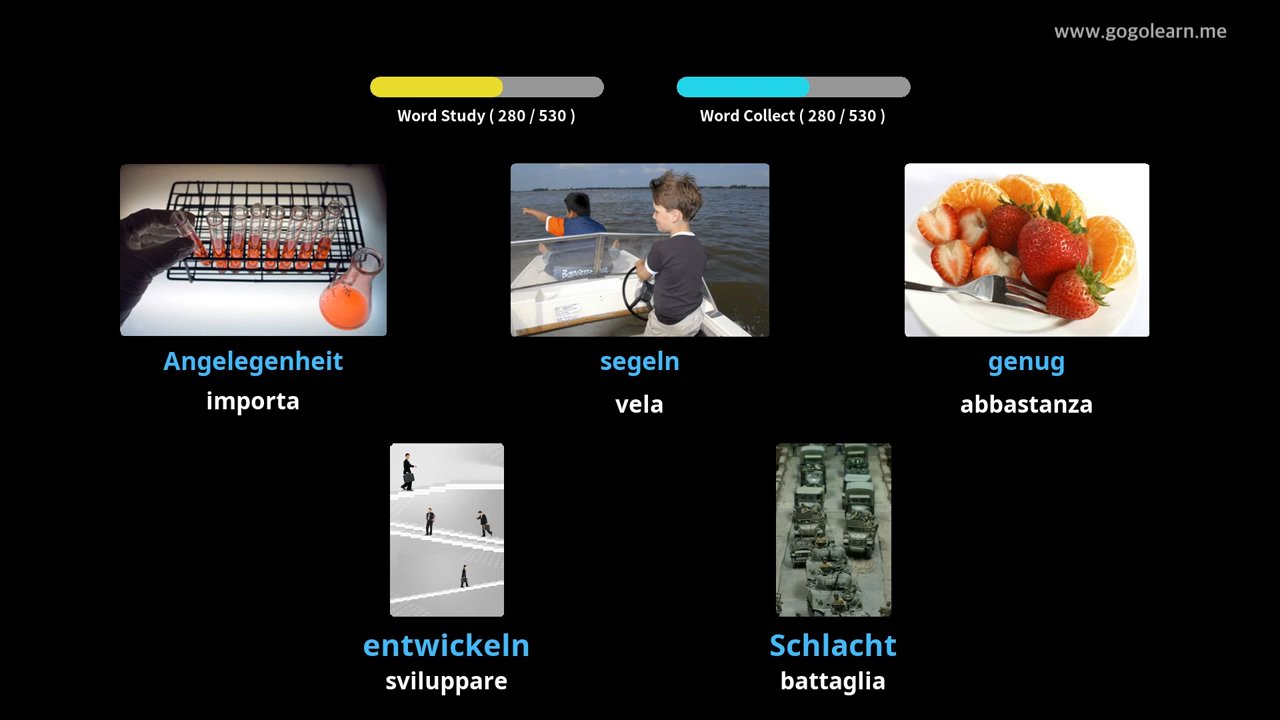 www.gogolearn.me
Word Study ( 280 / 530 )
Word Collect ( 280 / 530 )
Angelegenheit
importa
segeln
vela
genug
abbastanza
entwickeln
sviluppare
Schlacht
battaglia